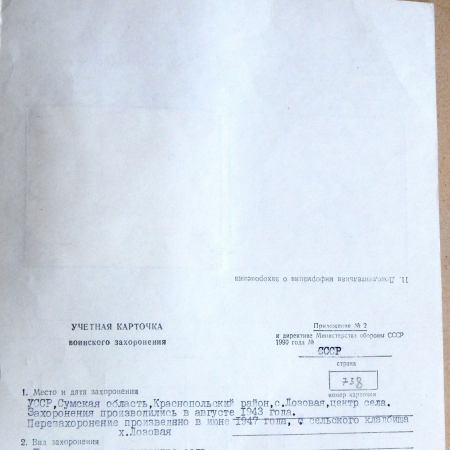 11. Дополнительная информация о захоронении
УЧЕТНАЯ КАРТОЧКА
воинского захоронения
Приложение № 2
к директиве Министерства обороны СССР
1990 года №
СССР
страна
738
номер карточки
1. Место и дата захоронения
УССР,Сумская область,Краснопольский район,с.Лозовая,центр села.
Захоронения производились в августе 1943 года.
Перезахоронение произведено в июне 1947 года, с сельского кладбища
х.Лозовая
2. Вид захоронения